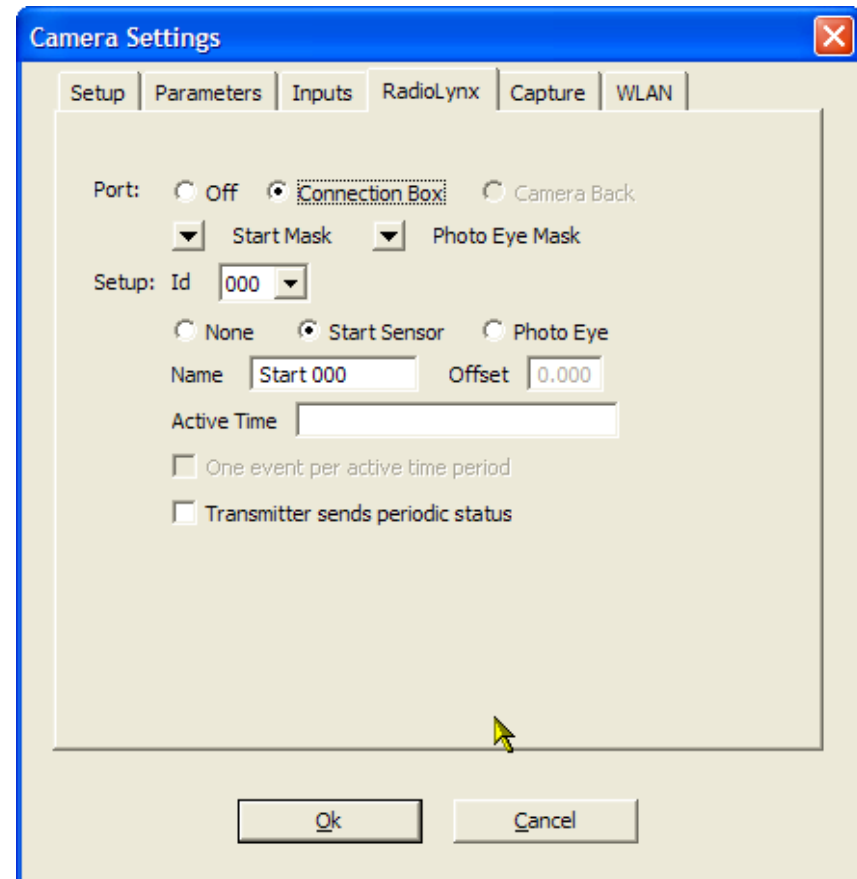 Camera Settings
Setup Parameters Inputs RadioLynx Capture WLAN
Port: Off Connection Box Camera Back
Start Mask Photo Eye Mask
Setup: Id 000
None Start Sensor Photo Eye
Name Start 000 Offset 0.000
Active Time
One event per active time period
Transmitter sends periodic status
Ok Cancel